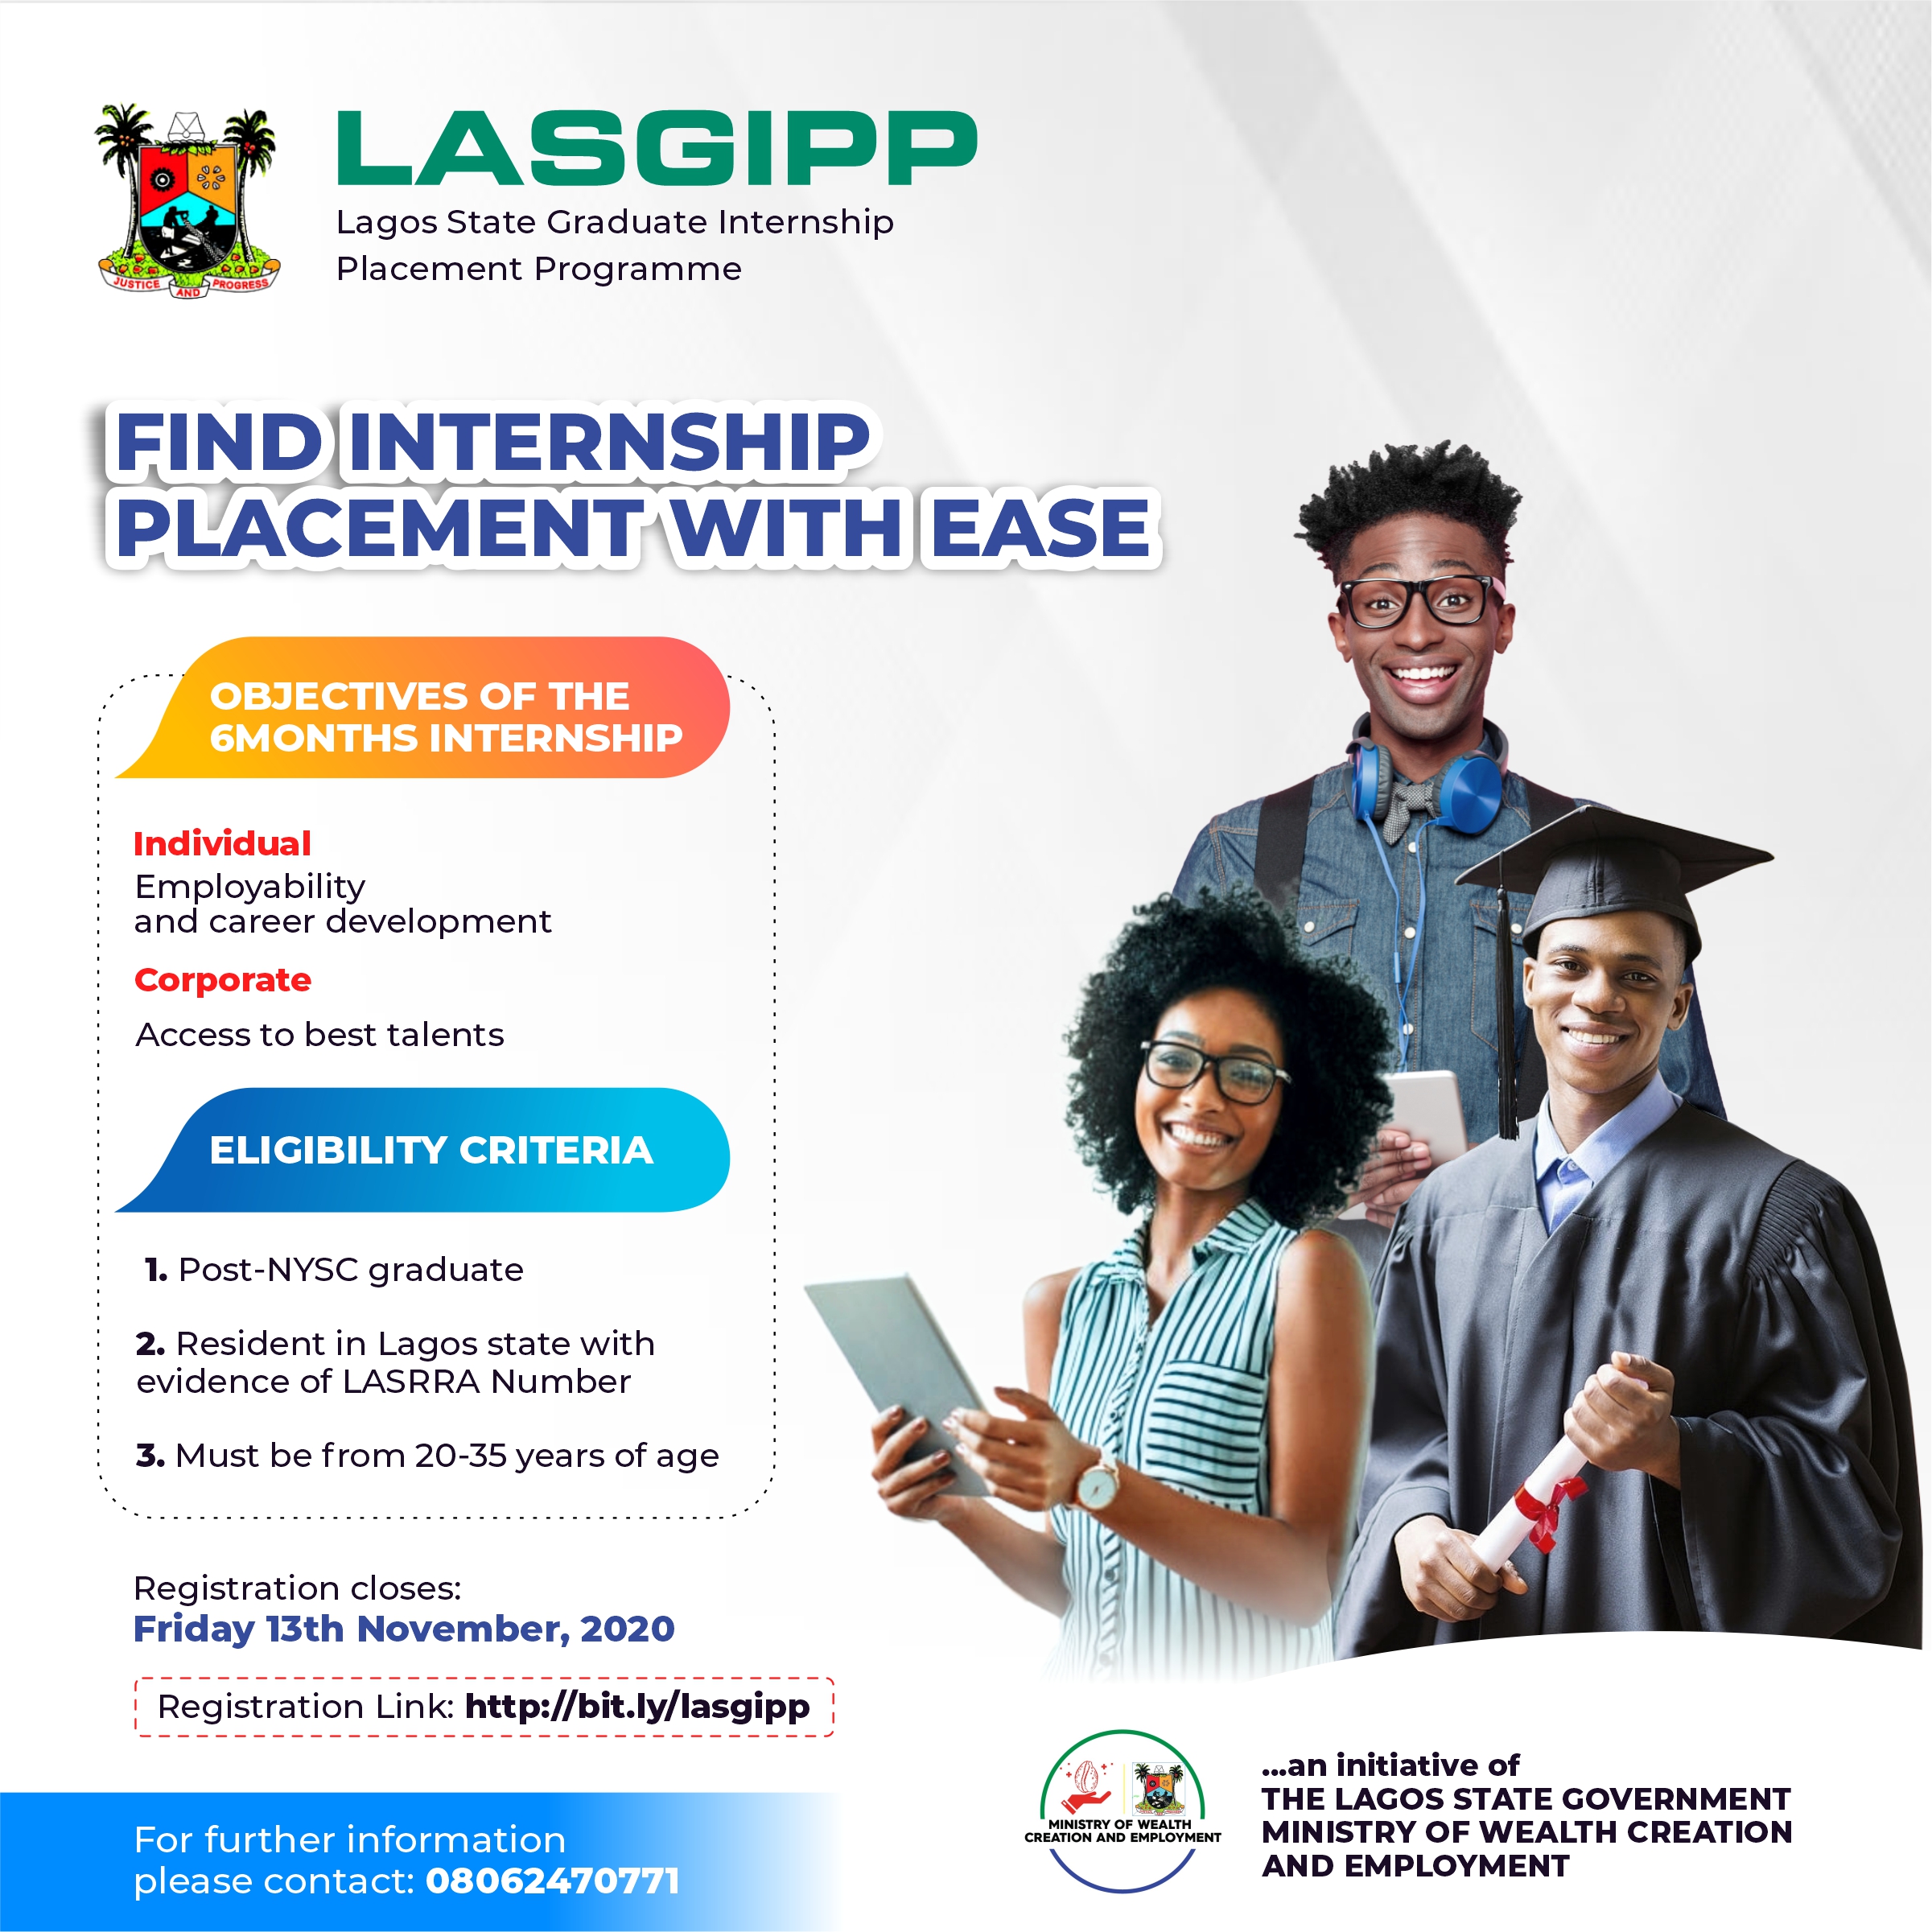 JUSTICE AND PROGRESS
LASGIPP
Lagos State Graduate Internship
Placement Programme
FIND INTERNSHIP
PLACEMENT WITH EASE
OBJECTIVES OF THE
6MONTHS INTERNSHIP
Individual
Employability
and career development
Corporate
Access to best talents
ELIGIBILITY CRITERIA
1. Post-NYSC graduate
2. Resident in Lagos state with
evidence of LASRRA Number
3. Must be from 20-35 years of age
Registration closes:
Friday 13th November, 2020
Registration Link: http://bit.ly/lasgipp
For further information
please contact: 08062470771
MINISTRY OF WEALTH
CREATION AND EMPLOYMENT
...an initiative of
THE LAGOS STATE GOVERNMENT
MINISTRY OF WEALTH CREATION
AND EMPLOYMENT